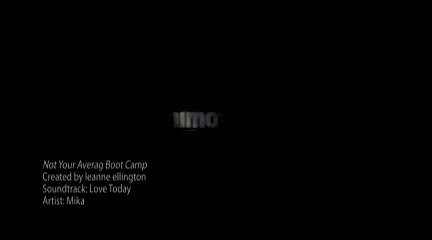 Not Your Averag Boot Camp
Created by leanne ellington
Soundtrack: Love Today
Artist: Mika